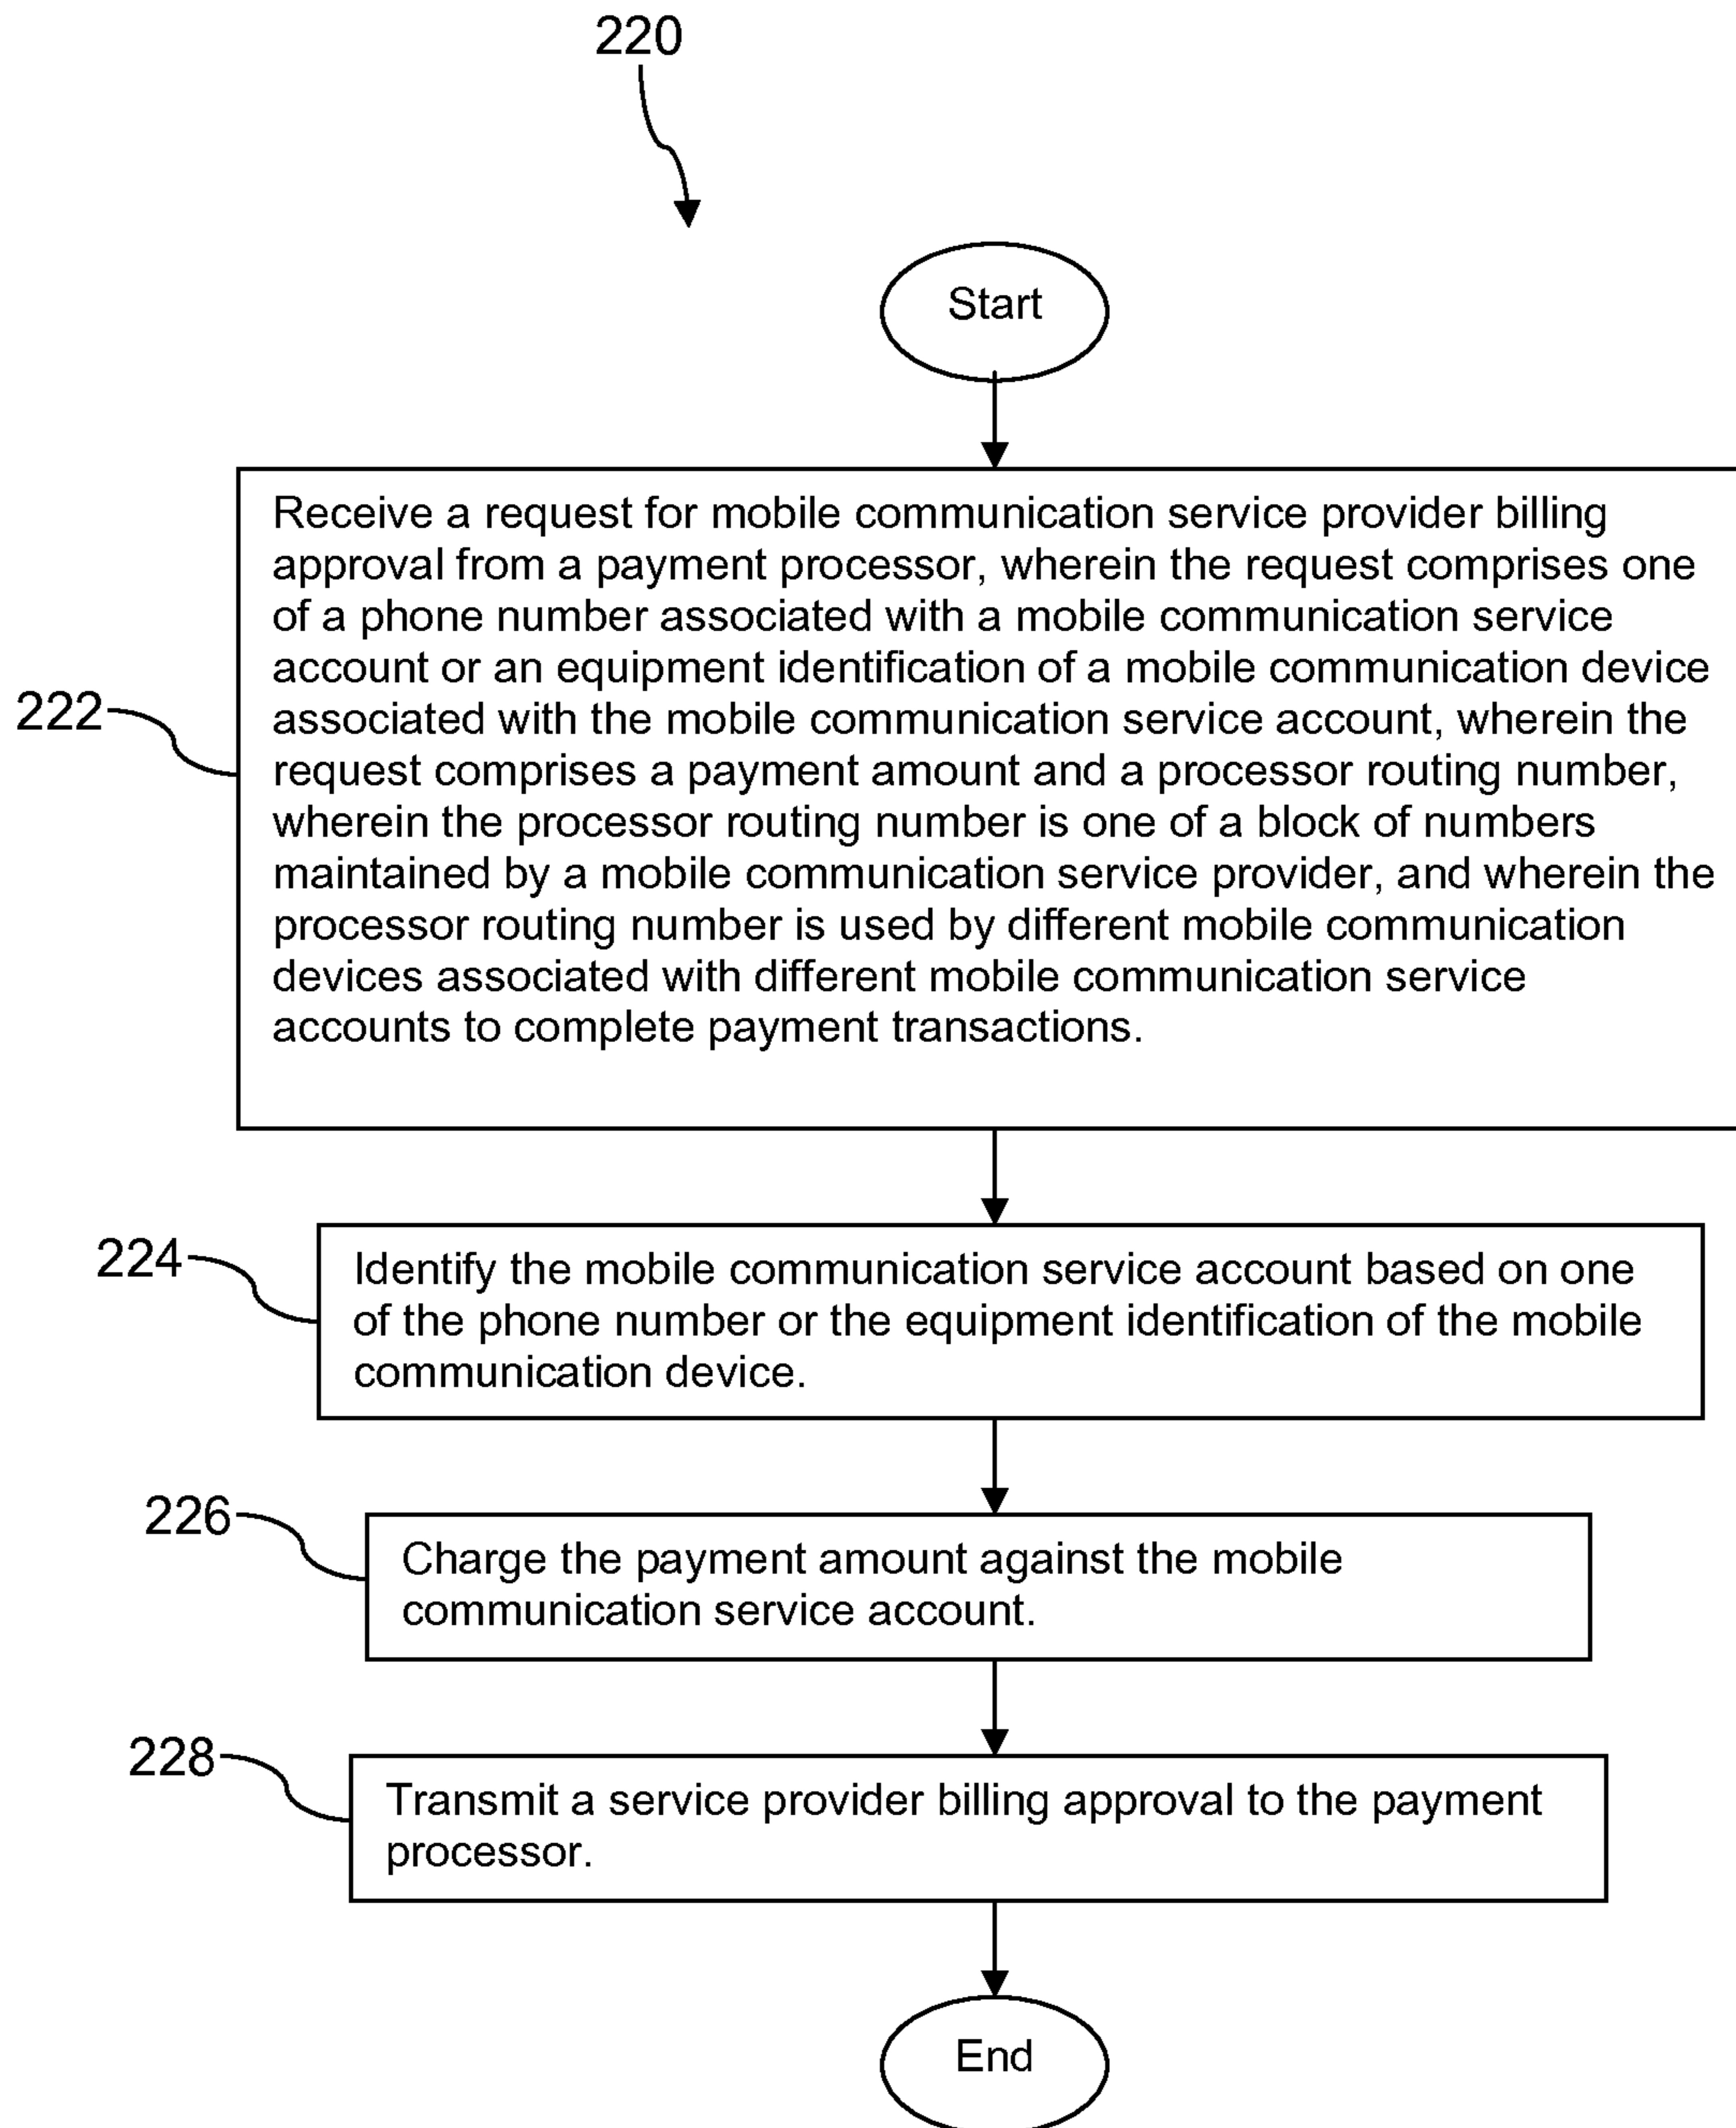 220
Start
222
Receive a request for mobile communication service provider billing
approval from a payment processor, wherein the request comprises one
of a phone number associated with a mobile communication service
account or an equipment identification of a mobile communication device
associated with the mobile communication service account, wherein the
request comprises a payment amount and a processor routing number,
wherein the processor routing number is one of a block of numbers
maintained by a mobile communication service provider, and wherein the
processor routing number is used by different mobile communication
devices associated with different mobile communication service
accounts to complete payment transactions.
224
Identify the mobile communication service account based on one
of the phone number or the equipment identification of the mobile
communication device.
226
Charge the payment amount against the mobile
communication service account.
228
Transmit a service provider billing approval to the payment
processor.
End